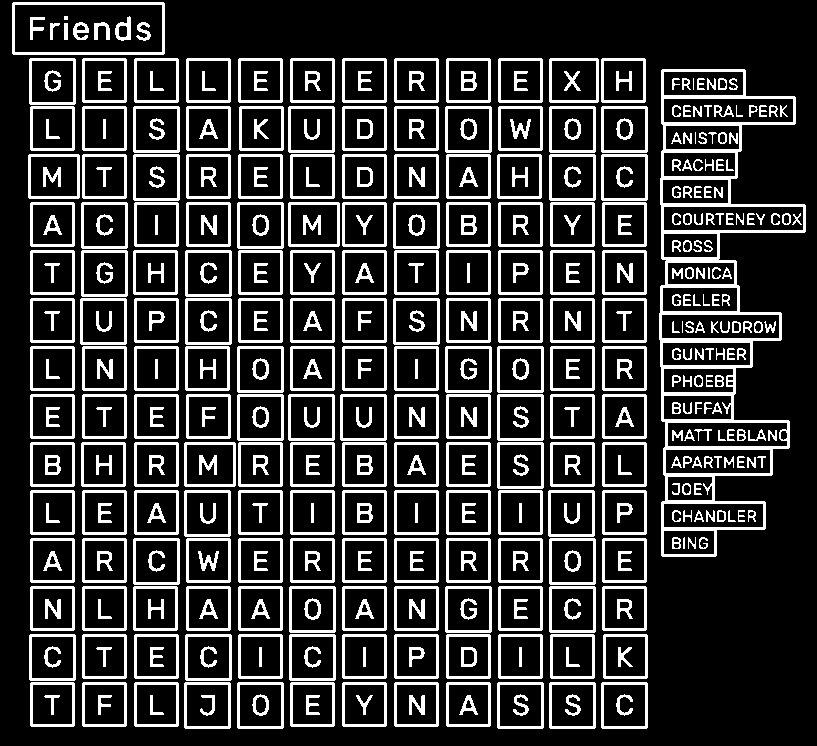 Friends
G E L L E R E R B E X H
L I S A K U D R O W O O
M T S R E L D N A H C C
A C I N O M Y O B R Y E
T G H C E Y A T I P E N
T U P C E A F S N R N T
L N I H O A F I G O E R
E T E F O U U N N S T A
B H R M R E B A E S R L
L E A U T I B I E I U P
A R C W E R E E R R O E
N L H A A O A N G E C R
C T E C I C I P D I L K
T F L J O E Y N A S S C
FRIENDS
CENTRAL PERK
ANISTON
RACHEL
GREEN
COURTENEY COX
ROSS
MONICA
GELLER
LISA KUDROW
GUNTHER
PHOEBE
BUFFAY
MATT LEBLANC
APARTMENT
JOEY
CHANDLER
BING